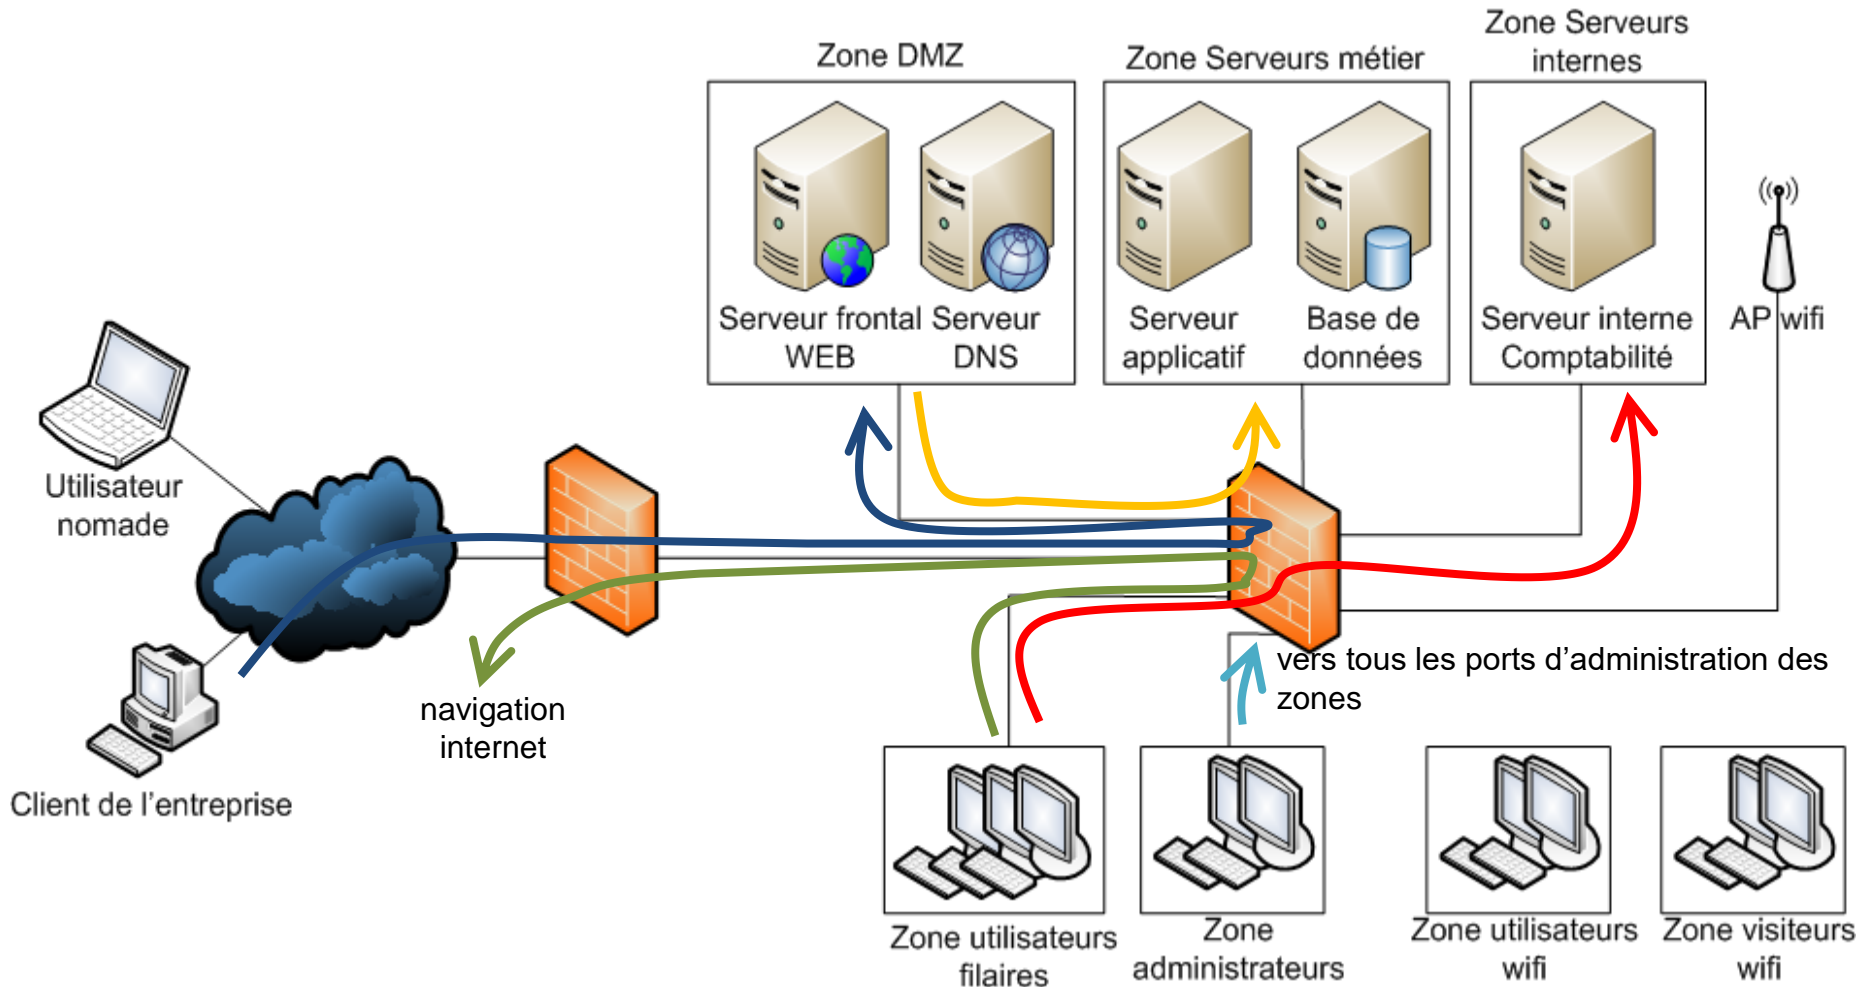 Zone Serveurs
internes
Zone DMZ
Zone Serveurs métier
Serveur frontal
WEB
Serveur
DNS
Serveur
applicatif
Base de
données
Serveur interne
Comptabilité
AP wifi
Utilisateur
nomade
vers tous les ports d’administration des
zones
navigation
internet
Client de l’entreprise
Zone utilisateurs
filaires
Zone
administrateurs
Zone utilisateurs
wifi
Zone visiteurs
wifi